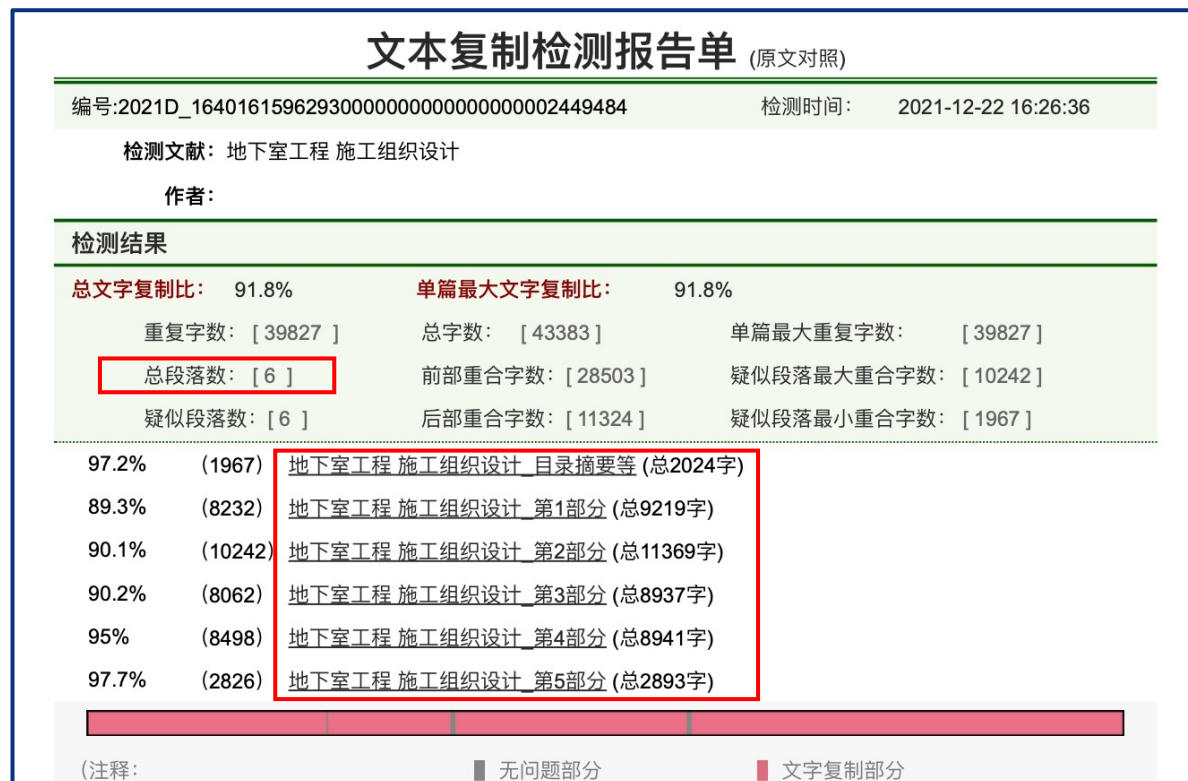 文本复制检测报告单 (原文对照)
编号:2021D_16401615962930000000000000000002449484 检测时间: 2021-12-22 16:26:36
检测文献：地下室工程 施工组织设计
作者：
检测结果
总文字复制比： 91.8% 单篇最大文字复制比： 91.8%
重复字数：[ 39827 ] 总字数： [ 43383 ] 单篇最大重复字数： [ 39827 ]
总段落数：[ 6 ] 前部重合字数：[ 28503 ] 疑似段落最大重合字数：[ 10242 ]
疑似段落数：[ 6 ] 后部重合字数：[ 11324 ] 疑似段落最小重合字数：[ 1967 ]
97.2% （1967） 地下室工程 施工组织设计_目录摘要等 (总2024字)
89.3% （8232） 地下室工程 施工组织设计_第1部分 (总9219字)
90.1% （10242） 地下室工程 施工组织设计_第2部分 (总11369字)
90.2% （8062） 地下室工程 施工组织设计_第3部分 (总8937字)
95% （8498） 地下室工程 施工组织设计_第4部分 (总8941字)
97.7% （2826） 地下室工程 施工组织设计_第5部分 (总2893字)
(注释： 无问题部分 文字复制部分